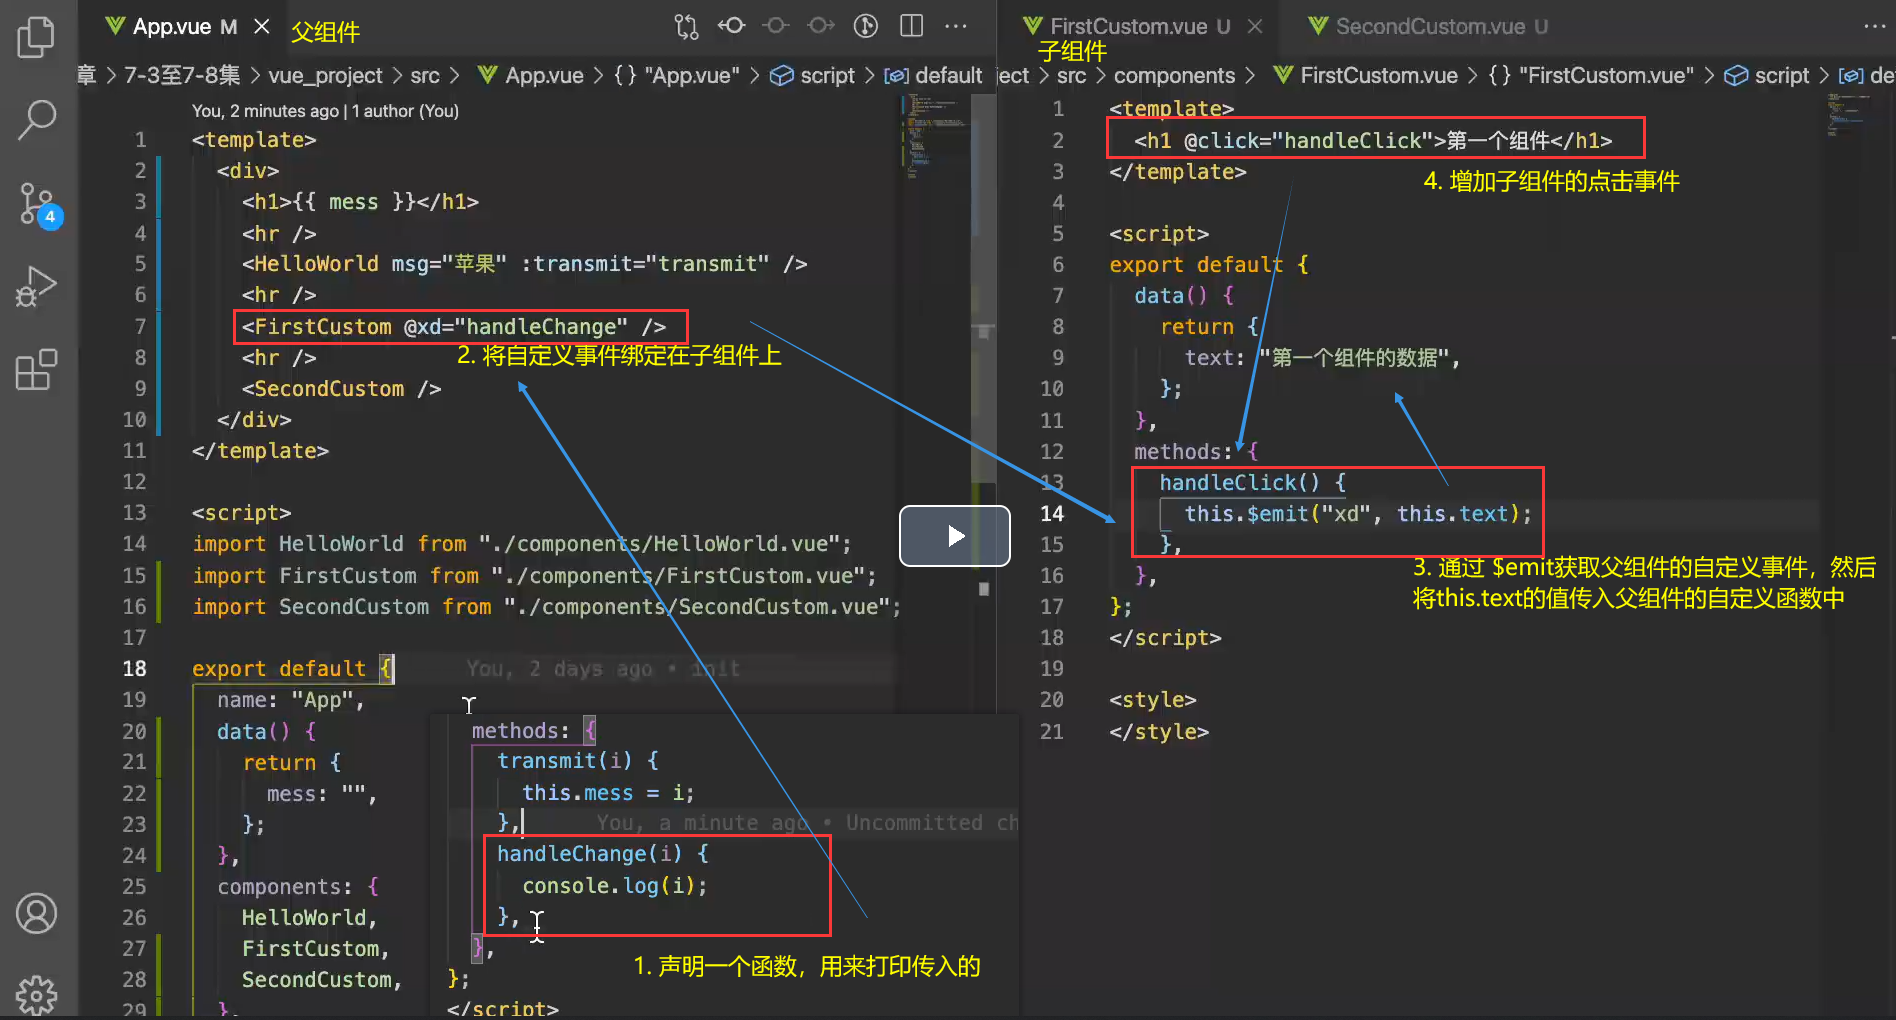 App.vue M
父组件
章 > 7-3至7-8集 > vue_project > src > App.vue > {} "App.vue" > script > default
You, 2 minutes ago | 1 author (You)
1 <template>
2 <div>
3 <h1>{{ mess }}</h1>
4 <hr />
5 <HelloWorld msg="苹果" :transmit="transmit" />
6 <hr />
7 <FirstCustom @xd="handleChange" />
2. 将自定义事件绑定在子组件上
8 <hr />
9 <SecondCustom />
10 </div>
11 </template>
12
13 <script>
14 import HelloWorld from "./components/HelloWorld.vue";
15 import FirstCustom from "./components/FirstCustom.vue";
16 import SecondCustom from "./components/SecondCustom.vue";
17
18 export default { You, 2 days ago • init
19 name: "App",
20 data() {
21 return {
22 mess: "",
23 };
24 },
25 components: {
26 HelloWorld,
27 FirstCustom,
28 SecondCustom,
29 },
methods: {
transmit(i) {
this.mess = i;
}, You, a minute ago • Uncommitted ch
handleChange(i) {
console.log(i);
},
},
1. 声明一个函数，用来打印传入的
};
</script>
4
FirstCustom.vue U
SecondCustom.vue U
子组件
ject > src > components > FirstCustom.vue > {} "FirstCustom.vue" > script > de
1 <template>
2 <h1 @click="handleClick">第一个组件</h1>
3 </template>
4. 增加子组件的点击事件
4
5 <script>
6 export default {
7 data() {
8 return {
9 text: "第一个组件的数据",
10 };
11 },
12 methods: {
13 handleClick() {
14 this.$emit("xd", this.text);
15 },
16 },
3. 通过 $emit获取父组件的自定义事件，然后
将this.text的值传入父组件的自定义函数中
17 };
18 </script>
19
20 <style>
21 </style>